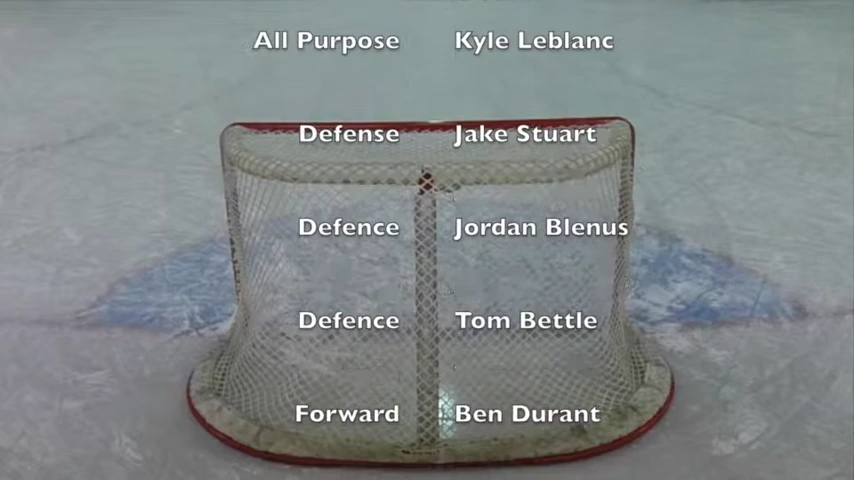 All Purpose Kyle Leblanc
Defense Jake Stuart
Defence Jordan Blenus
Defence Tom Bettle
Forward Ben Durant